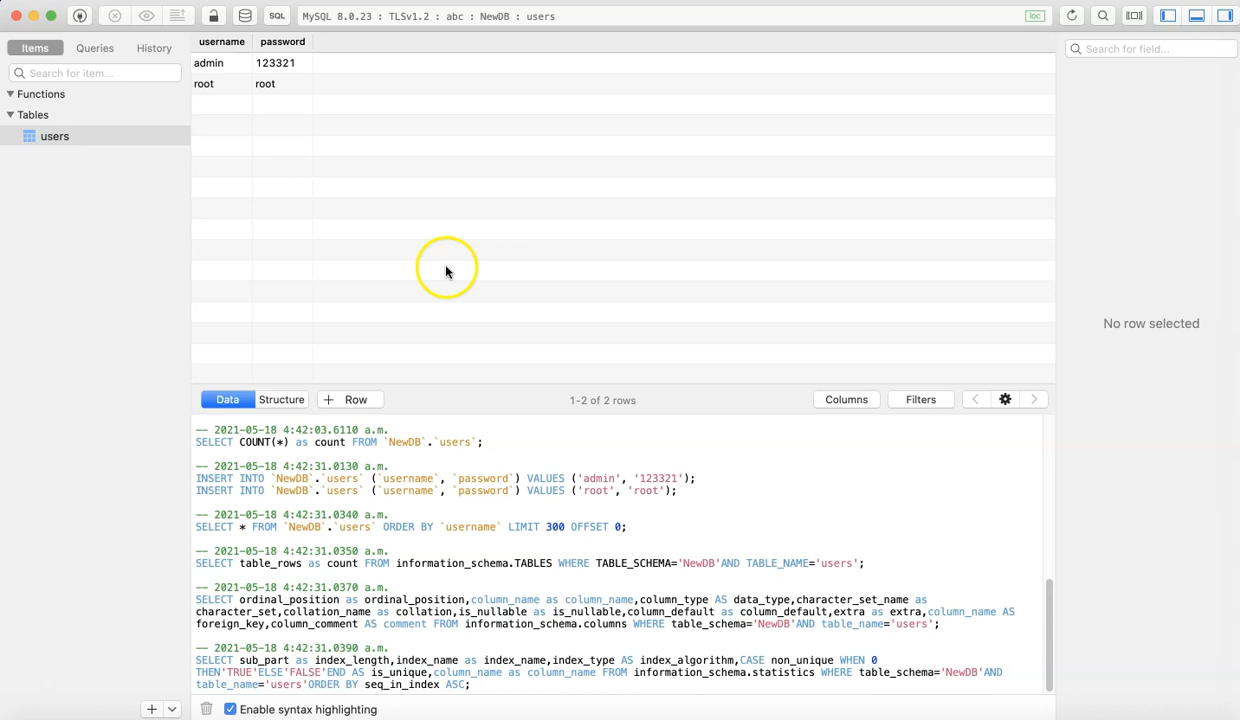 SQL
MySQL 8.0.23 : TLSv1.2 : abc : NewDB : users
loc
Items
Queries
History
Search for item...
Functions
Tables
users
username password
admin 123321
root root
Search for field...
No row selected
Data
Structure
+ Row
1-2 of 2 rows
Columns
Filters
-- 2021-05-18 4:42:03.6110 a.m.
SELECT COUNT(*) as count FROM `NewDB`.`users`;
-- 2021-05-18 4:42:31.0130 a.m.
INSERT INTO `NewDB`.`users` (`username`, `password`) VALUES ('admin', '123321');
INSERT INTO `NewDB`.`users` (`username`, `password`) VALUES ('root', 'root');
-- 2021-05-18 4:42:31.0340 a.m.
SELECT * FROM `NewDB`.`users` ORDER BY `username` LIMIT 300 OFFSET 0;
-- 2021-05-18 4:42:31.0350 a.m.
SELECT table_rows as count FROM information_schema.TABLES WHERE TABLE_SCHEMA='NewDB'AND TABLE_NAME='users';
-- 2021-05-18 4:42:31.0370 a.m.
SELECT ordinal_position as ordinal_position,column_name as column_name,column_type AS data_type,character_set_name as
character_set,collation_name as collation,is_nullable as is_nullable,column_default as column_default,extra as extra,column_name AS
foreign_key,column_comment AS comment FROM information_schema.columns WHERE table_schema='NewDB'AND table_name='users';
-- 2021-05-18 4:42:31.0390 a.m.
SELECT sub_part as index_length,index_name as index_name,index_type AS index_algorithm,CASE non_unique WHEN 0
THEN'TRUE'ELSE'FALSE'END AS is_unique,column_name as column_name FROM information_schema.statistics WHERE table_schema='NewDB'AND
table_name='users'ORDER BY seq_in_index ASC;
Enable syntax highlighting